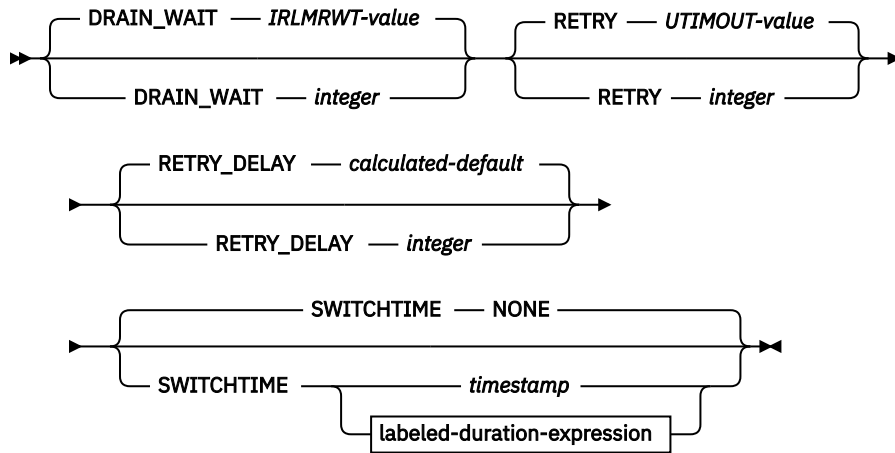 DRAIN_WAIT IRLMRWT-value RETRY UTIMOUT-value
DRAIN_WAIT integer RETRY integer
RETRY_DELAY calculated-default
RETRY_DELAY integer
SWITCHTIME NONE
SWITCHTIME timestamp
labeled-duration-expression